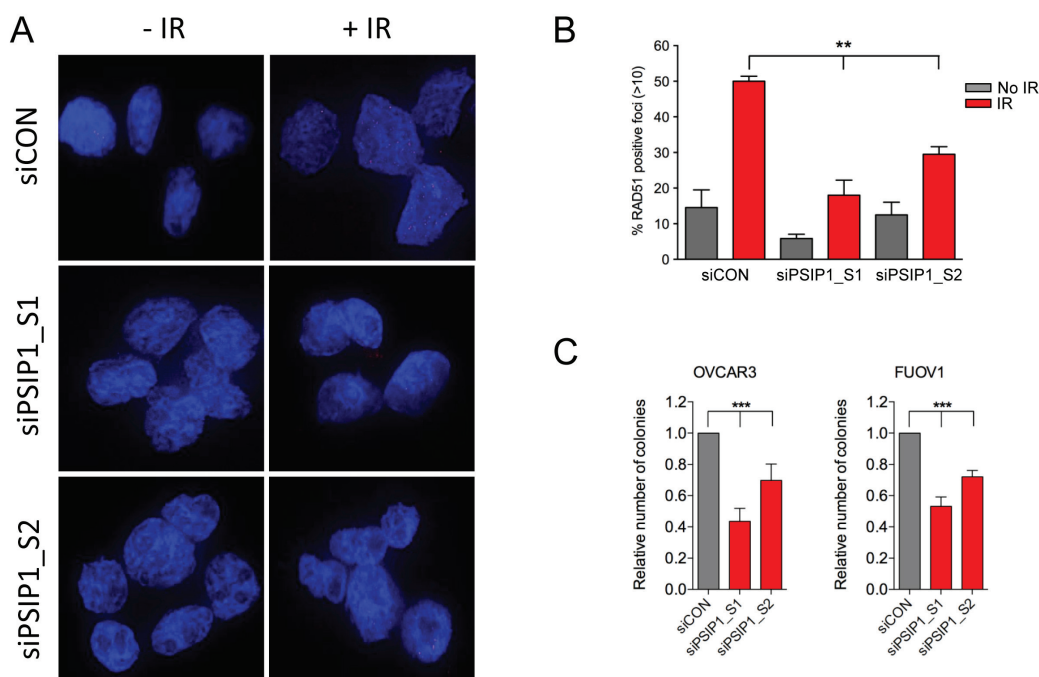 A
- IR
+ IR
siCON
siPSIP1_S1
siPSIP1_S2
B
% RAD51 positive foci (>10)
60
50
40
30
20
10
0
**
No IR
IR
siCON
siPSIP1_S1
siPSIP1_S2
C
OVCAR3
Relative number of colonies
1.2
1.0
0.8
0.6
0.4
0.2
0.0
***
siCON
siPSIP1_S1
siPSIP1_S2
FUOV1
Relative number of colonies
1.2
1.0
0.8
0.6
0.4
0.2
0.0
***
siCON
siPSIP1_S1
siPSIP1_S2